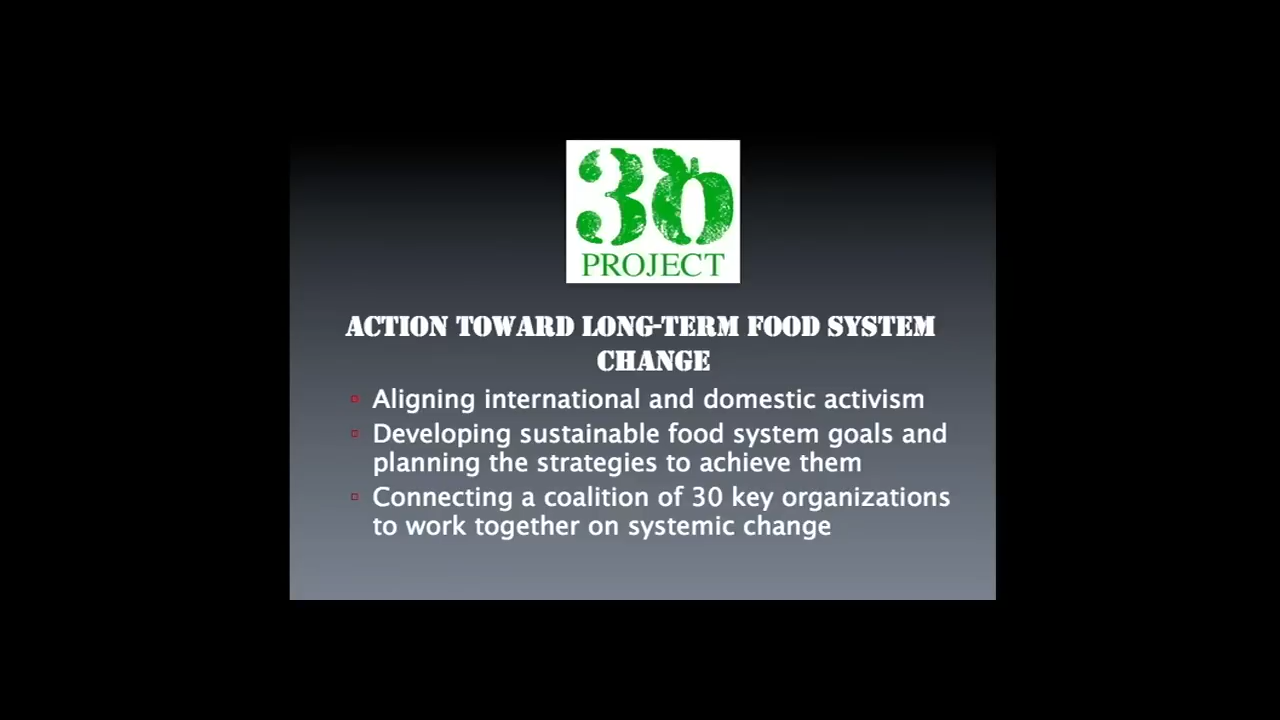 30
PROJECT
ACTION TOWARD LONG-TERM FOOD SYSTEM
CHANGE
Aligning international and domestic activism
Developing sustainable food system goals and
planning the strategies to achieve them
Connecting a coalition of 30 key organizations
to work together on systemic change